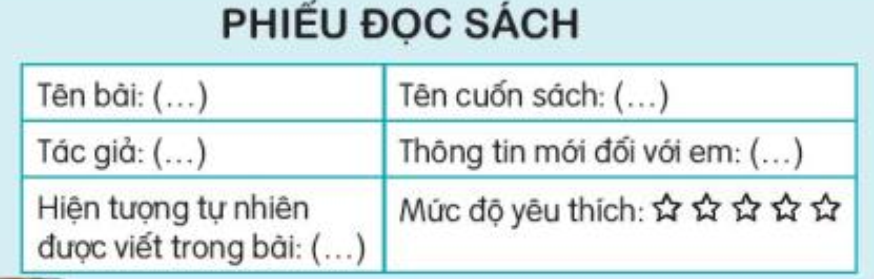 PHIẾU ĐỌC SÁCH
Tên bài: (...)
Tên cuốn sách: (...)
Tác giả: (...)
Thông tin mới đối với em: (...)
Hiện tượng tự nhiên
được viết trong bài: (...)
Mức độ yêu thích: ☆ ☆ ☆ ☆ ☆